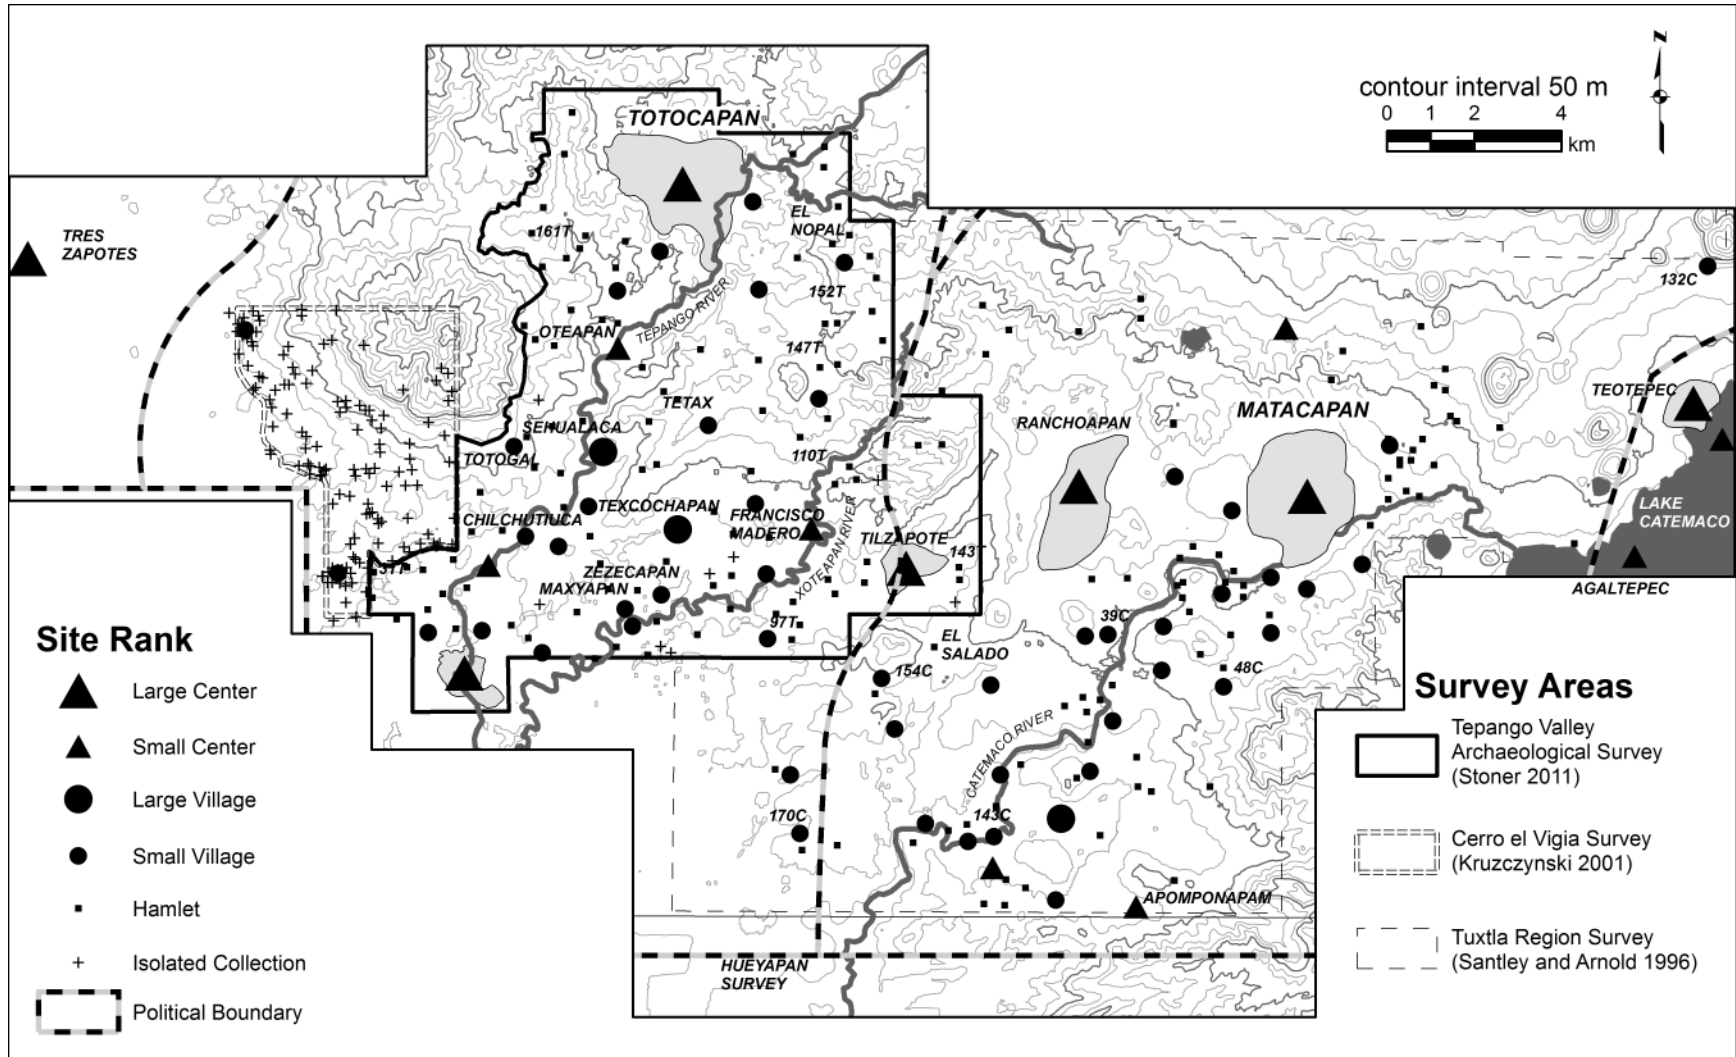 TOTOCAPAN
N
contour interval 50 m
0 1 2 4
km
TRES
ZAPOTES
161T
EL
NOPAL
152T
132C
TEPANGO RIVER
OTEAPAN
147T
TEOTEPEC
TETAX
MATACAPAN
RANCHOAPAN
SEHUALACA
TOTOGAL
110T
LAKE
CATEMACO
TEXCOCHAPAN
FRANCISCO
MADERO
CHILCHUTIUCA
XOTEAPAN RIVER
TILZAPOTE
143T
ZEZECAPAN
MAXYAPAN
AGALTEPEC
97T
39C
EL
SALADO
154C
48C
CATEMACO RIVER
170C
143C
APOMPONAPAM
HUEYAPAN
SURVEY
Site Rank
Large Center
Small Center
Large Village
Small Village
Hamlet
Isolated Collection
Political Boundary
Survey Areas
Tepango Valley
Archaeological Survey
(Stoner 2011)
Cerro el Vigia Survey
(Kruzczynski 2001)
Tuxtla Region Survey
(Santley and Arnold 1996)